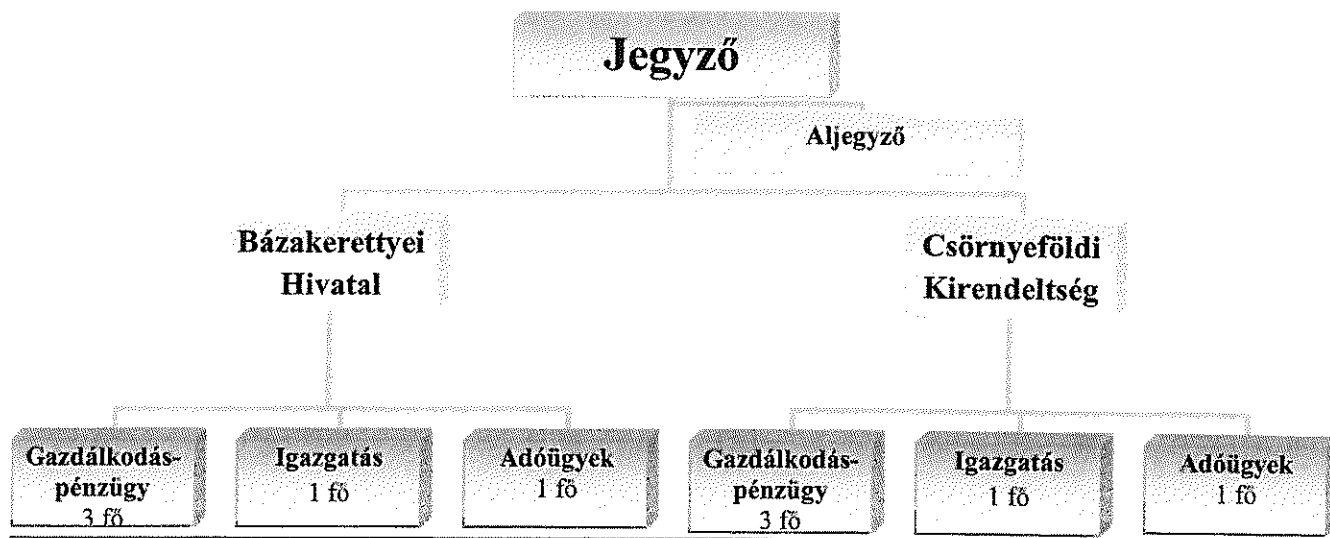 Jegyző
Aljegyző
Bázakerettyei
Hivatal
Csörnyeföldi
Kirendeltség
Gazdálkodás-
pénzügy
3 fő
Igazgatás
1 fő
Adóügyek
1 fő
Gazdálkodás-
pénzügy
3 fő
Igazgatás
1 fő
Adóügyek
1 fő